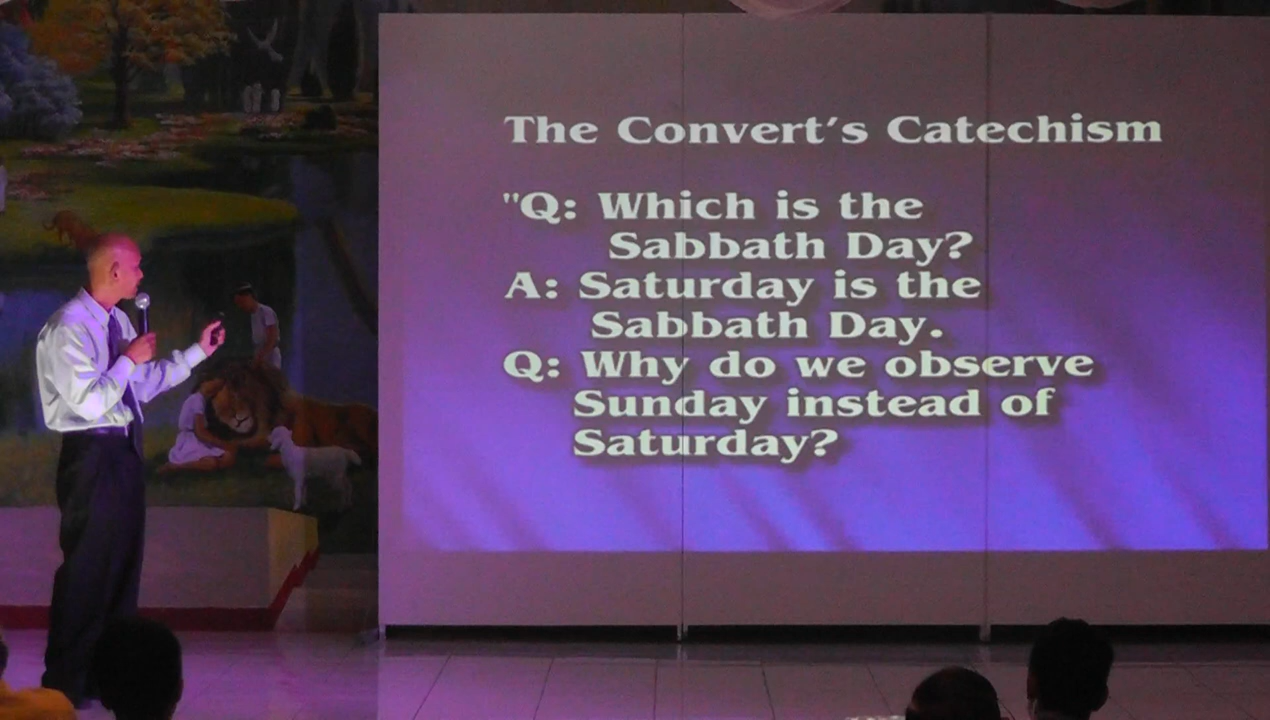 The Convert's Catechism
"Q: Which is the
Sabbath Day?
A: Saturday is the
Sabbath Day.
Q: Why do we observe
Sunday instead of
Saturday?